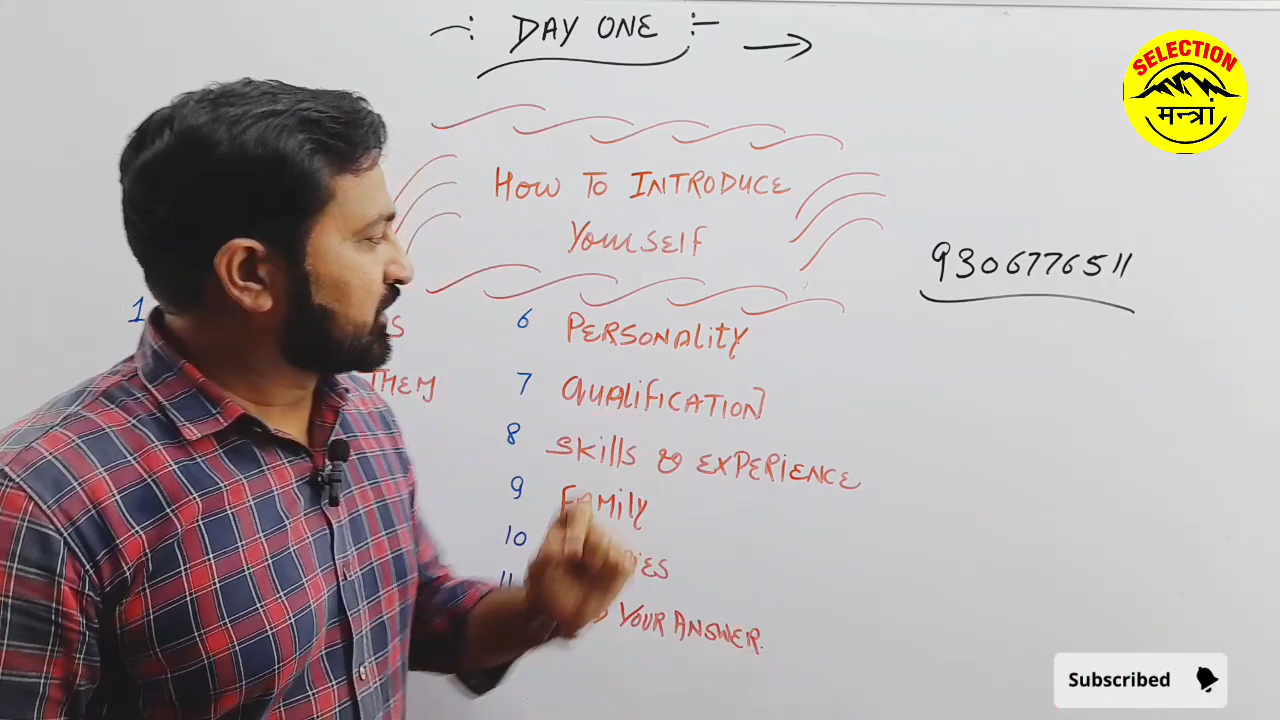 -: DAY ONE :- →
SELECTION
मन्त्रां
HOW TO INTRODUCE
YOURSELF
9306776511
1
THEM
6 PERSONALITY
7 QUALIFICATION
8 SKILLS & EXPERIENCE
9 FAMILY
10
11 YOUR ANSWER.
Subscribed